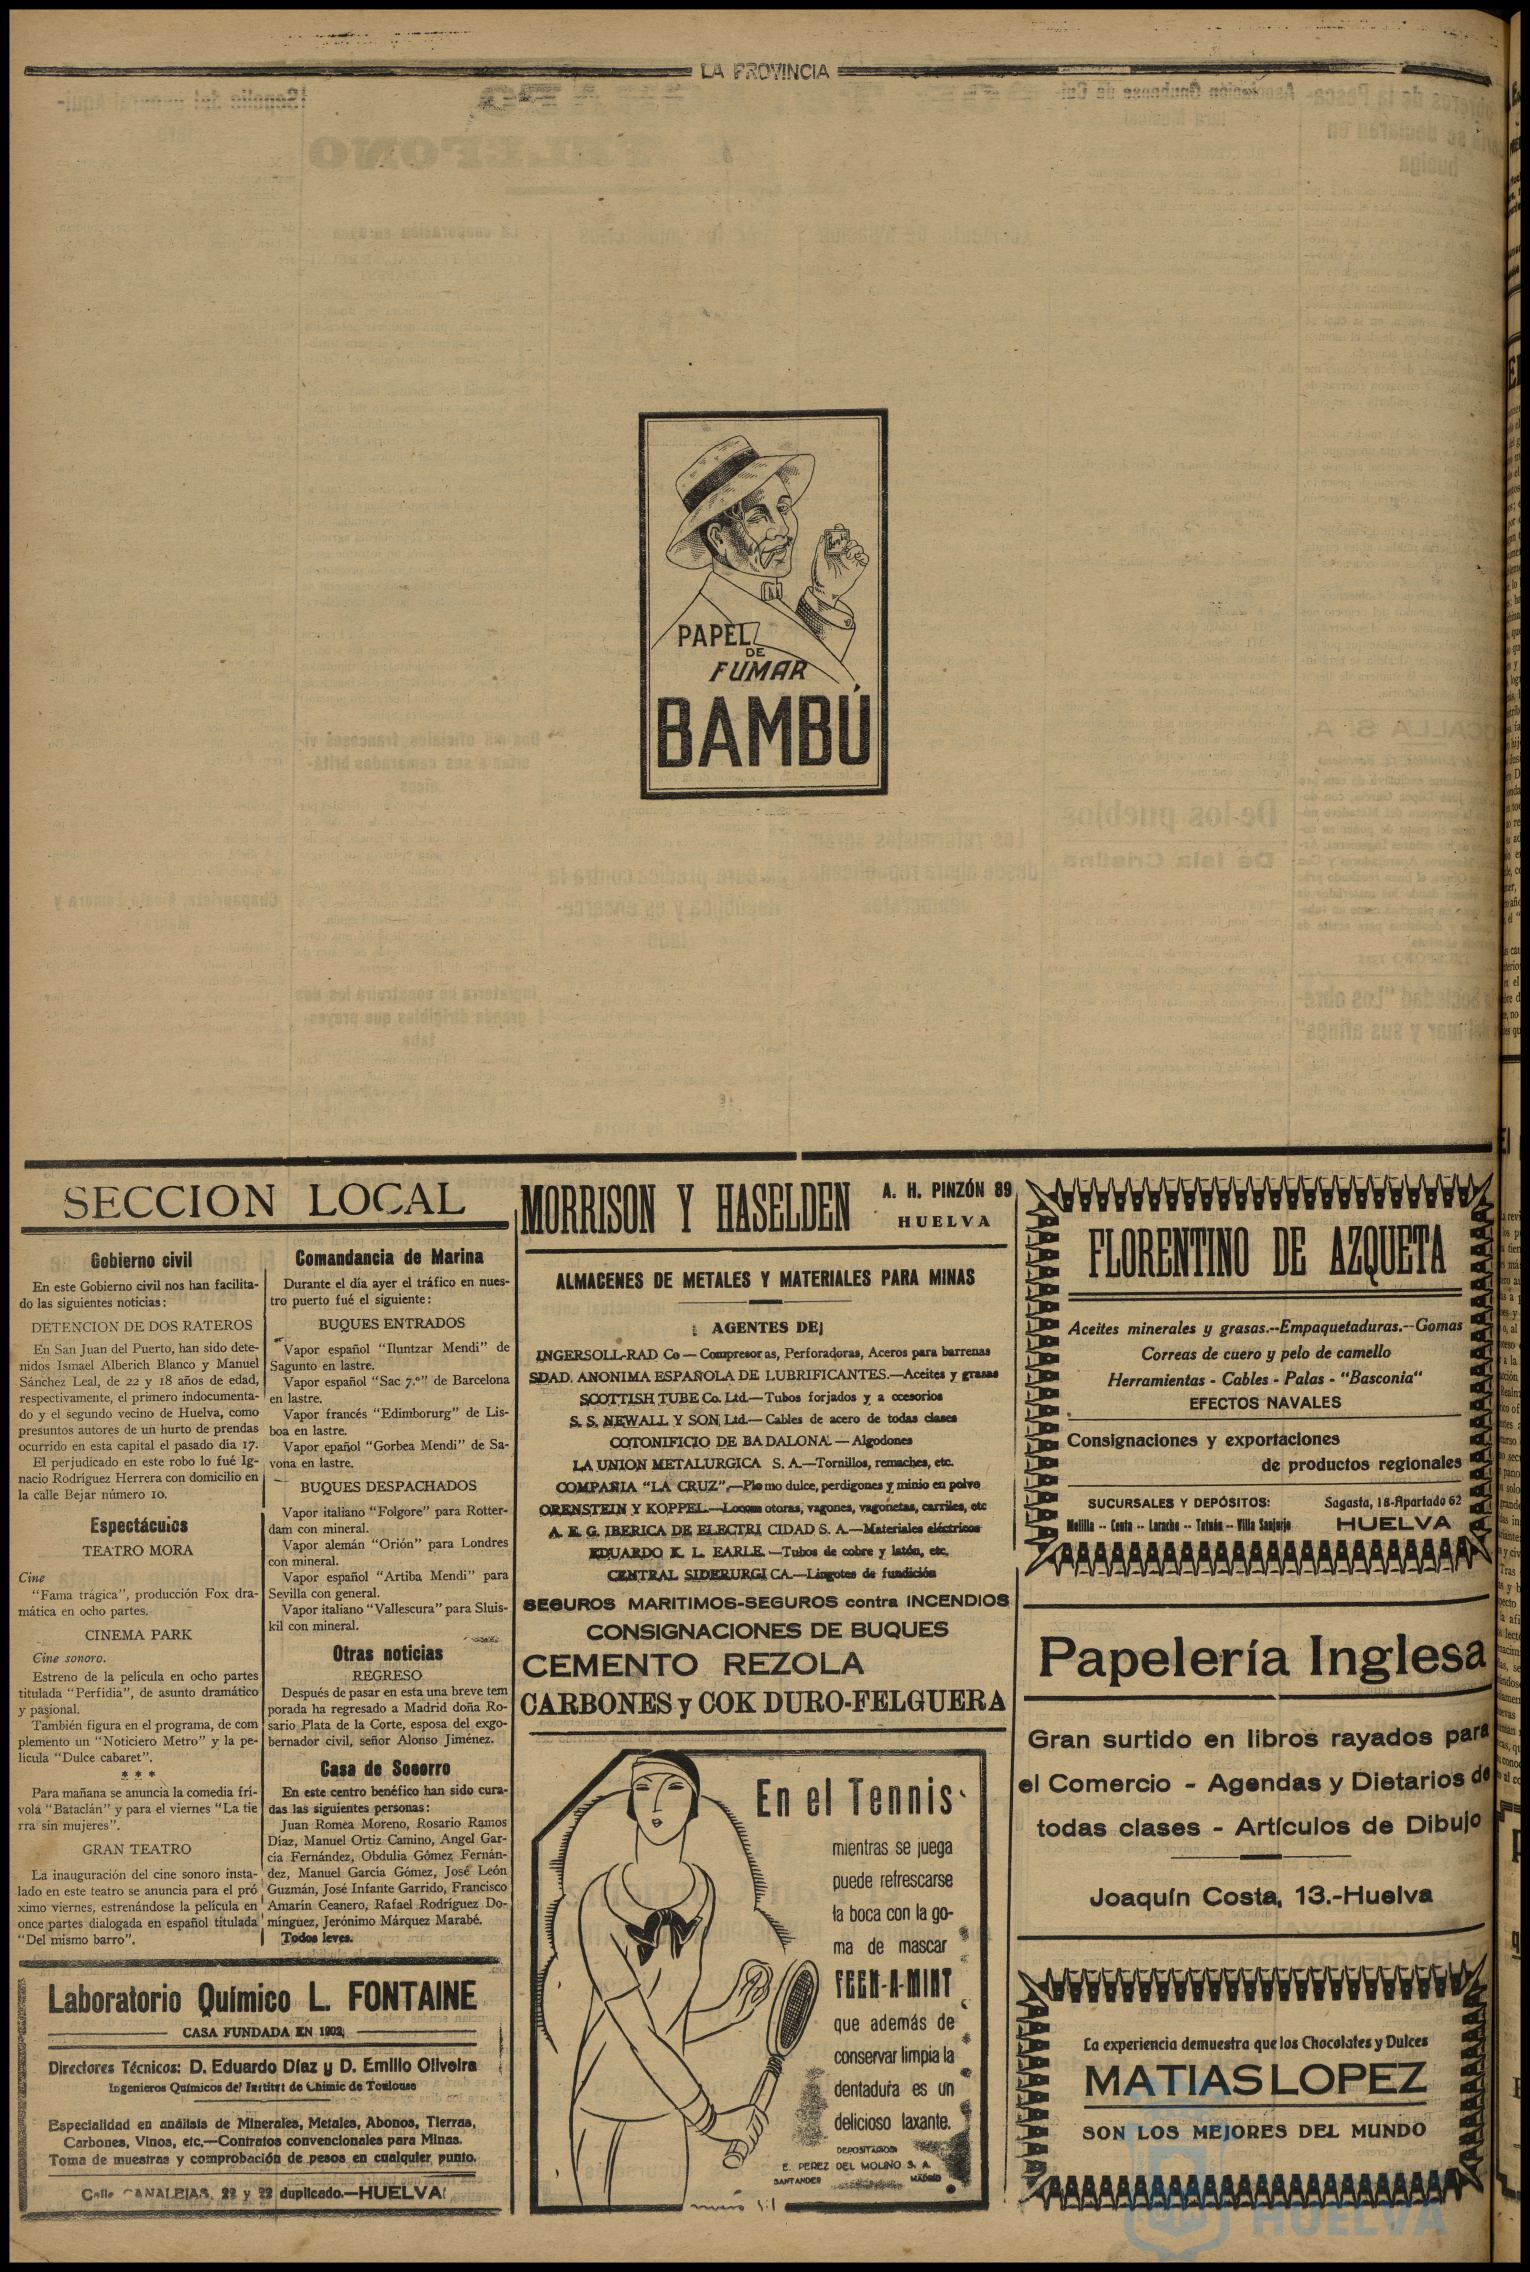 LA PROVINCIA
PAPEL
DE
FUMAR
BAMBÚ
SECCION LOCAL
Gobierno civil
En este Gobierno civil nos han facilita-
do las siguientes noticias:
DETENCION DE DOS RATEROS
En San Juan del Puerto, han sido dete-
nidos Ismael Alberich Blanco y Manuel
Sánchez Leal, de 22 y 18 años de edad,
respectivamente, el primero indocumenta-
do y el segundo vecino de Huelva, como
presuntos autores de un hurto de prendas
ocurrido en esta capital el pasado dia 17.
El perjudicado en este robo lo fué Ig-
nacio Rodríguez Herrera con domicilio en
la calle Bejar número 10.
Espectáculos
TEATRO MORA
Cine
"Fama trágica", producción Fox dra-
mática en ocho partes.
CINEMA PARK
Cine sonoro.
Estreno de la película en ocho partes
titulada "Perfidia", de asunto dramático
y pasional.
También figura en el programa, de com
plemento un "Noticiero Metro" y la pe-
lícula "Dulce cabaret".
* * *
Para mañana se anuncia la comedia frí-
vola "Bataclán" y para el viernes "La tie
rra sin mujeres".
GRAN TEATRO
La inauguración del cine sonoro insta-
lado en este teatro se anuncia para el pró
ximo viernes, estrenándose la película en
once partes dialogada en español titulada
"Del mismo barro".
Comandancia de Marina
Durante el día ayer el tráfico en nues-
tro puerto fué el siguiente:
BUQUES ENTRADOS
Vapor español "Iluntzar Mendi" de
Sagunto en lastre.
Vapor español "Sac 7.º" de Barcelona
en lastre.
Vapor francés "Edimborurg" de Lis-
boa en lastre.
Vapor epañol "Gorbea Mendi" de Sa-
vona en lastre.
BUQUES DESPACHADOS
Vapor italiano "Folgore" para Rotter-
dam con mineral.
Vapor alemán "Orión" para Londres
con mineral.
Vapor español "Artiba Mendi" para
Sevilla con general.
Vapor italiano "Vallescura" para Sluis-
kil con mineral.
Otras noticias
REGRESO
Después de pasar en esta una breve tem
porada ha regresado a Madrid doña Ro-
sario Plata de la Corte, esposa del exgo-
bernador civil, señor Alonso Jiménez.
Casa de Socorro
En este centro benéfico han sido cura-
das las siguientes personas:
Juan Romea Moreno, Rosario Ramos
Díaz, Manuel Ortiz Camino, Angel Gar-
cía Fernández, Obdulia Gómez Fernán-
dez, Manuel García Gómez, José León
Guzmán, José Infante Garrido, Francisco
Amarín Ceanero, Rafael Rodríguez Do-
mínguez, Jerónimo Márquez Marabé.
Todos leves.
Laboratorio Químico L. FONTAINE
CASA FUNDADA EN 1902
Directores Técnicos: D. Eduardo Díaz y D. Emilio Oliveira
Ingenieros Químicos del Institut de Chimic de Toulouse
Especialidad en análisis de Minerales, Metales, Abonos, Tierras,
Carbones, Vinos, etc.—Contratos convencionales para Minas.
Toma de muestras y comprobación de pesos en cualquier punto.
Calle CANALEJAS, 22 y 22 duplicado.—HUELVA
MORRISON Y HASELDEN
A. H. PINZÓN 89
HUELVA
ALMACENES DE METALES Y MATERIALES PARA MINAS
AGENTES DE
INGERSOLL-RAD Co — Compresoras, Perforadoras, Aceros para barrenas
SDAD. ANONIMA ESPAÑOLA DE LUBRIFICANTES.—Aceites y grasas
SCOTTISH TUBE Co. Ltd.—Tubos forjados y a ccesorios
S. S. NEWALL Y SON, Ltd.— Cables de acero de todas clases
COTONIFICIO DE BADALONA. — Algodones
LA UNION METALURGICA S. A.—Tornillos, remaches, etc.
COMPAÑIA "LA CRUZ".—Plomo dulce, perdigones y minio en polvo
ORENSTEIN Y KOPPEL.—Locomotoras, vagones, vagonetas, carriles, etc
A. E. G. IBERICA DE ELECTRICIDAD S. A.—Materiales eléctricos
EDUARDO K. L. EARLE.—Tubos de cobre y latón, etc.
CENTRAL SIDERURGICA.—Lingotes de fundición
SEGUROS MARITIMOS-SEGUROS contra INCENDIOS
CONSIGNACIONES DE BUQUES
CEMENTO REZOLA
CARBONES y COK DURO-FELGUERA
En el Tennis
mientras se juega
puede refrescarse
la boca con la go-
ma de mascar
FEEN-A-MINT
que además de
conservar limpia la
dentadura es un
delicioso laxante.
DEPOSITARIOS
E. PEREZ DEL MOLINO S. A.
SANTANDER MADRID
FLORENTINO DE AZQUETA
Aceites minerales y grasas.--Empaquetaduras.--Gomas
Correas de cuero y pelo de camello
Herramientas - Cables - Palas - "Basconia"
EFECTOS NAVALES
Consignaciones y exportaciones
de productos regionales
SUCURSALES Y DEPÓSITOS:
Melilla -- Ceuta -- Larache -- Tetuán -- Villa Sanjurjo
Sagasta, 18-Apartado 62
HUELVA
Papelería Inglesa
Gran surtido en libros rayados para
el Comercio - Agendas y Dietarios de
todas clases - Artículos de Dibujo
Joaquín Costa, 13.-Huelva
La experiencia demuestra que los Chocolates y Dulces
MATIAS LOPEZ
SON LOS MEJORES DEL MUNDO
HUELVA